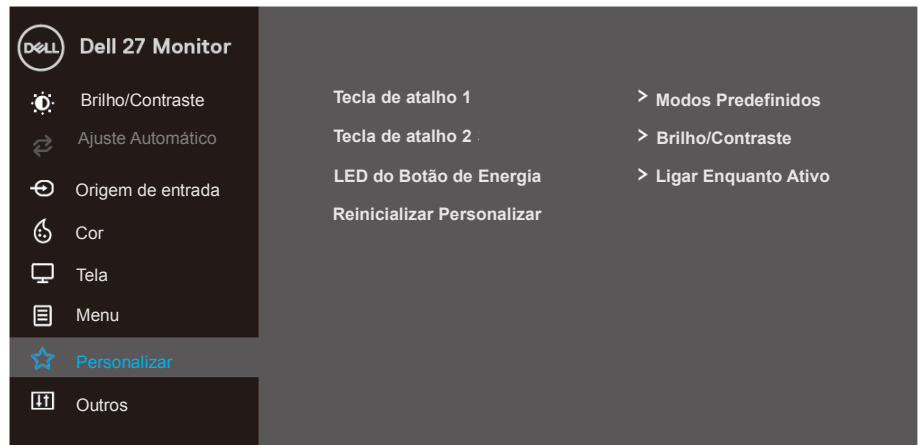 DELL Dell 27 Monitor
Brilho/Contraste
Ajuste Automático
Origem de entrada
Cor
Tela
Menu
Personalizar
Outros
Tecla de atalho 1 > Modos Predefinidos
Tecla de atalho 2 > Brilho/Contraste
LED do Botão de Energia > Ligar Enquanto Ativo
Reinicializar Personalizar